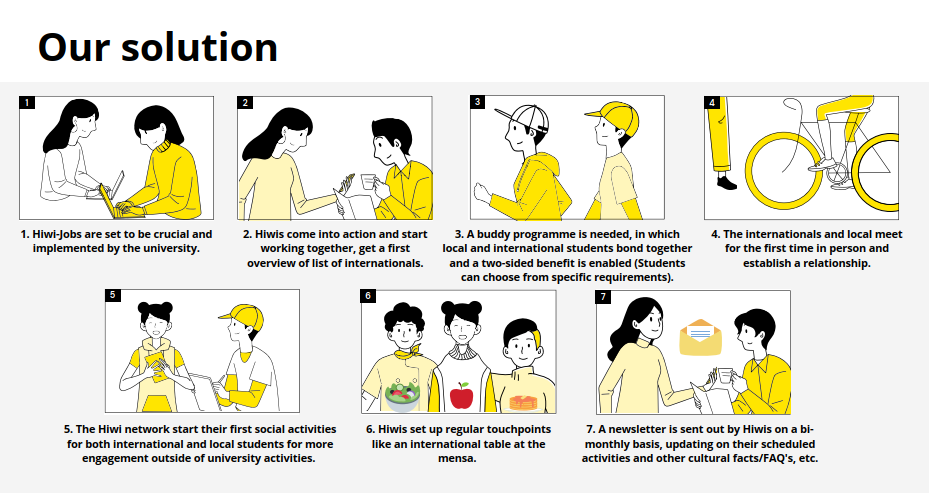 Our solution
1
1. Hiwi-Jobs are set to be crucial and
implemented by the university.
2
2. Hiwis come into action and start
working together, get a first
overview of list of internationals.
3
3. A buddy programme is needed, in which
local and international students bond together
and a two-sided benefit is enabled (Students
can choose from specific requirements).
4
4. The internationals and local meet
for the first time in person and
establish a relationship.
5
5. The Hiwi network start their first social activities
for both international and local students for more
engagement outside of university activities.
6
6. Hiwis set up regular touchpoints
like an international table at the
mensa.
7
7. A newsletter is sent out by Hiwis on a bi-
monthly basis, updating on their scheduled
activities and other cultural facts/FAQ's, etc.